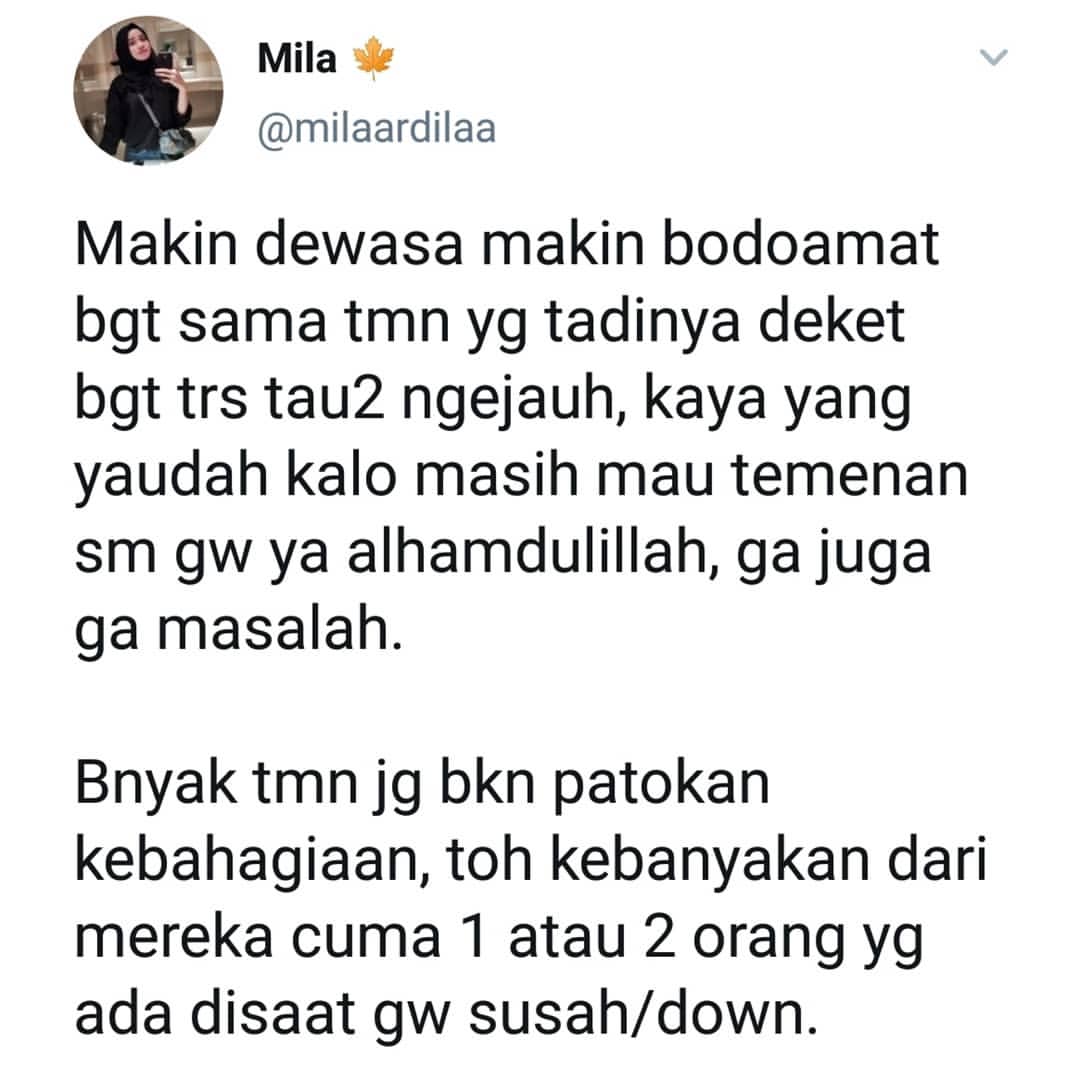 Mila 🍁
@milaardilaa
Makin dewasa makin bodoamat
bgt sama tmn yg tadinya deket
bgt trs tau2 ngejauh, kaya yang
yaudah kalo masih mau temenan
sm gw ya alhamdulillah, ga juga
ga masalah.
Bnyak tmn jg bkn patokan
kebahagiaan, toh kebanyakan dari
mereka cuma 1 atau 2 orang yg
ada disaat gw susah/down.